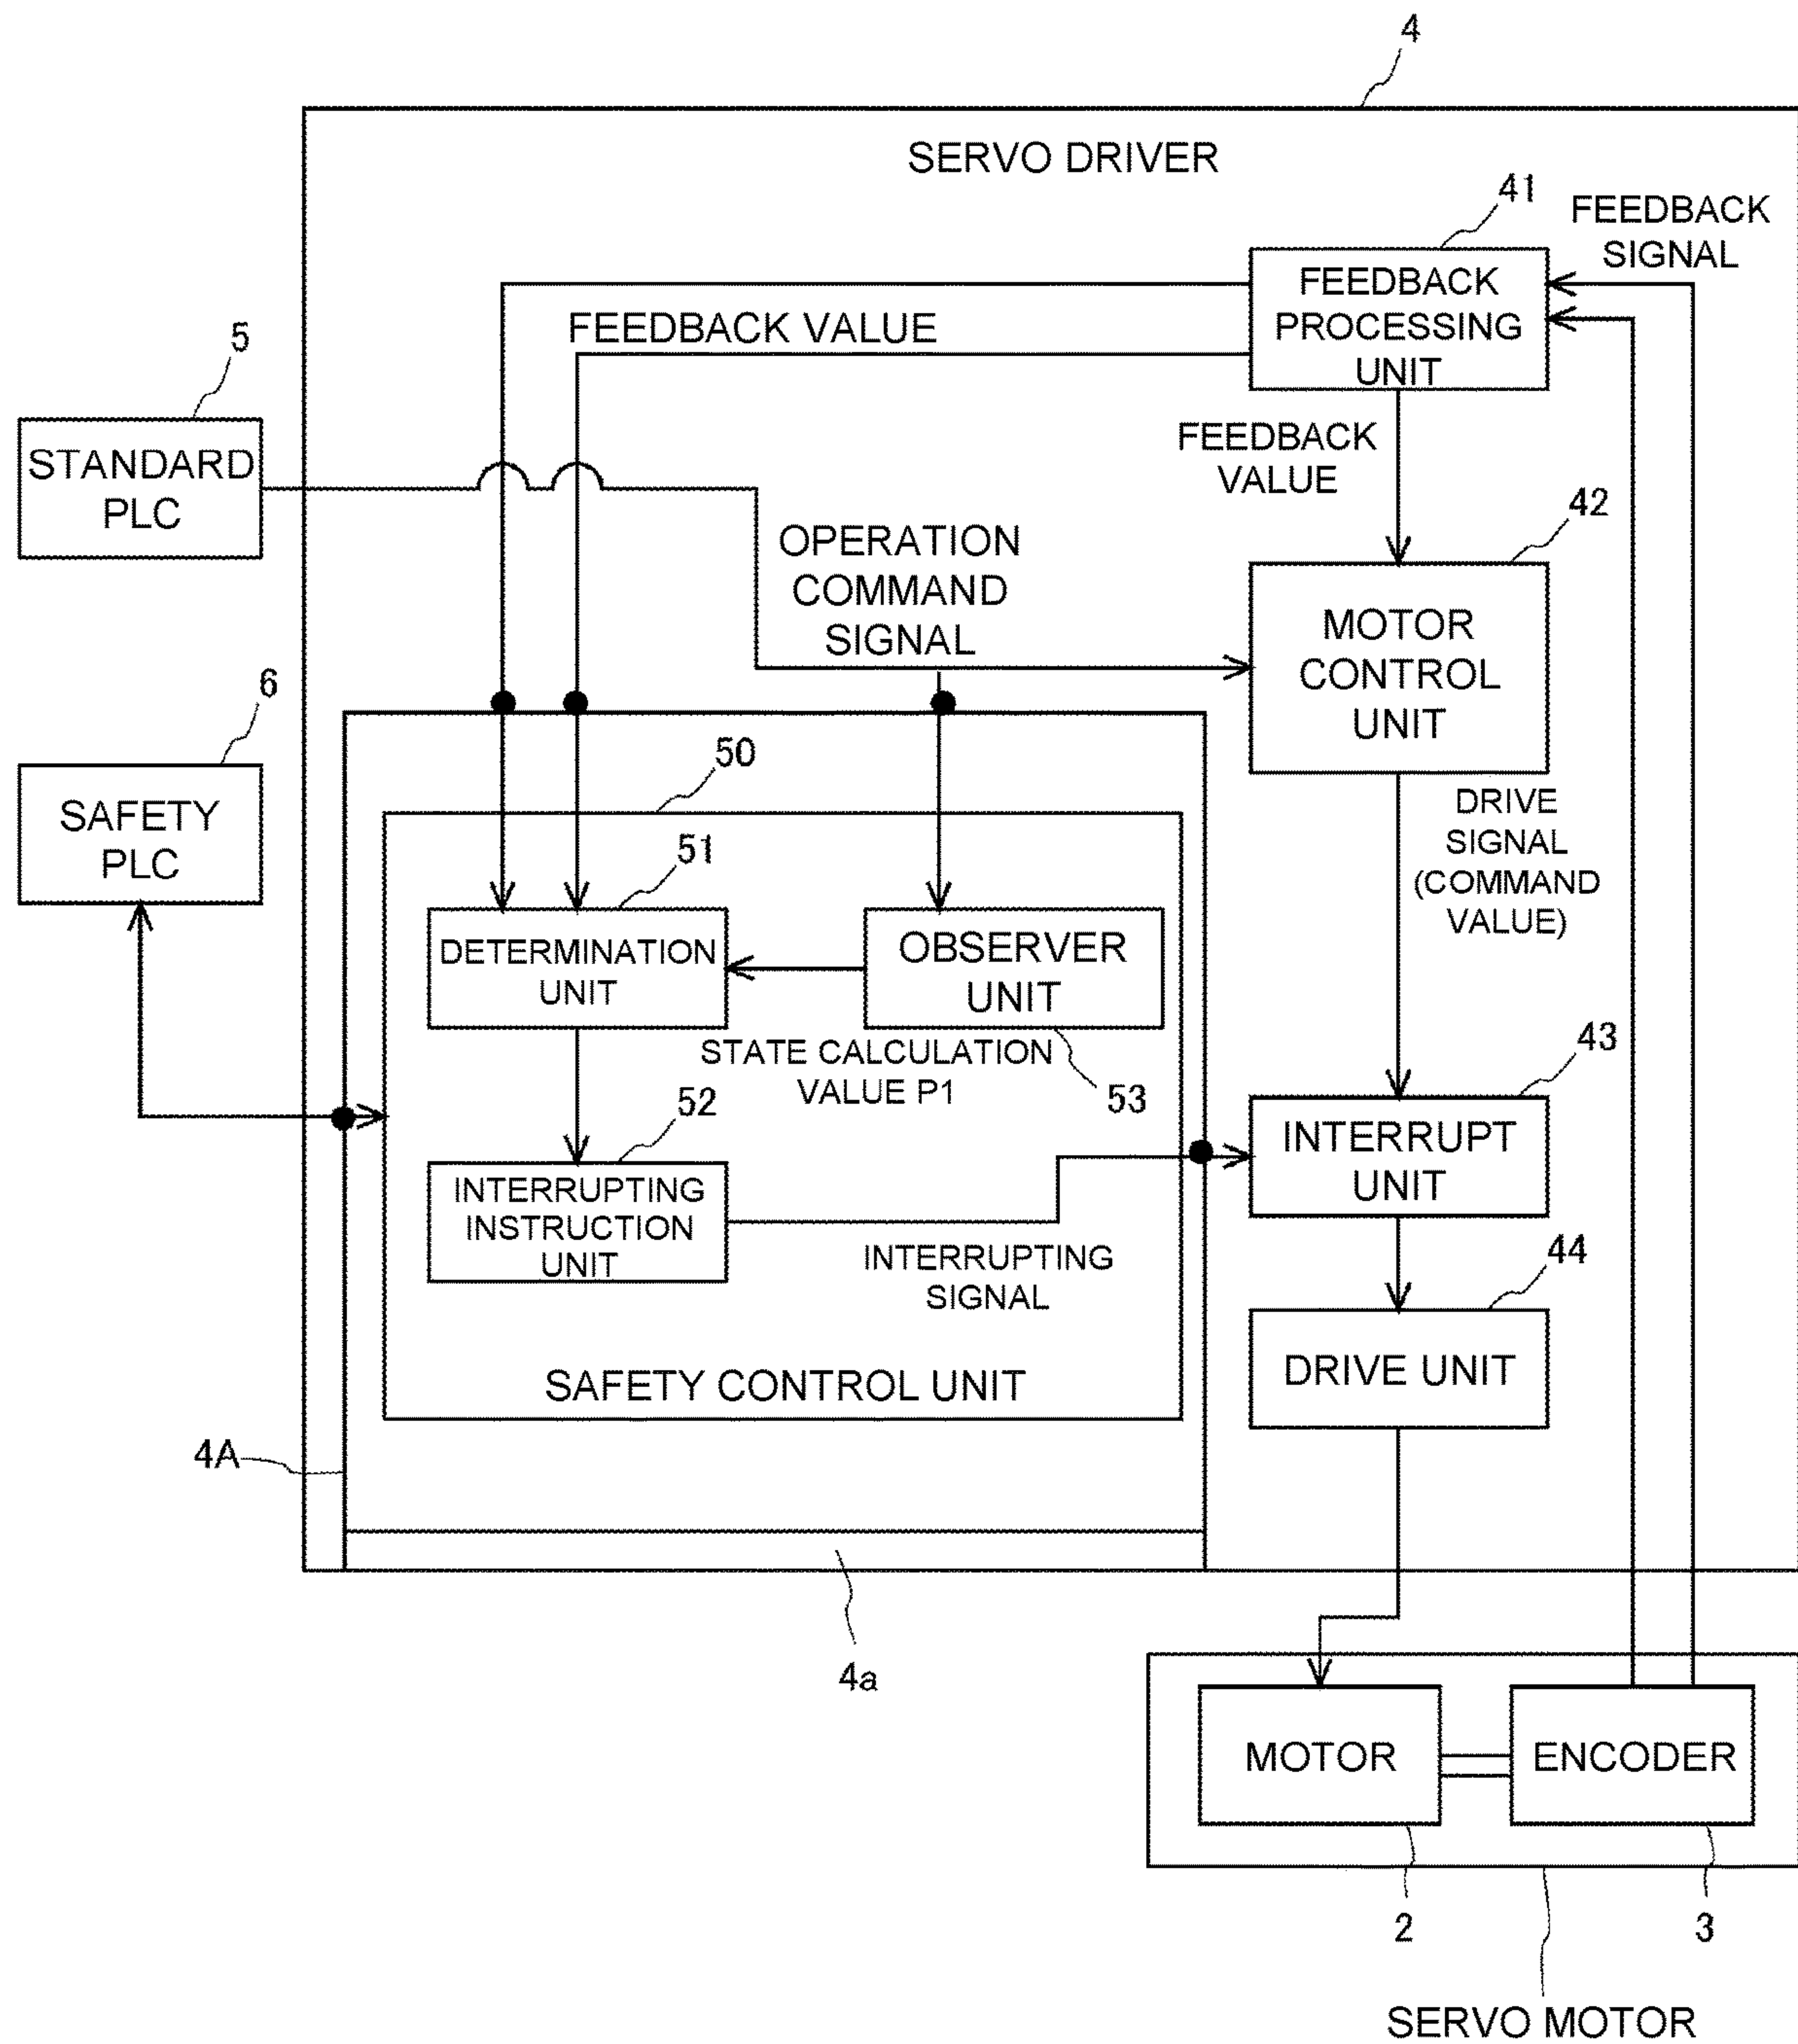 4
SERVO DRIVER
41
FEEDBACK
SIGNAL
FEEDBACK
PROCESSING
UNIT
FEEDBACK VALUE
5
STANDARD
PLC
FEEDBACK
VALUE
42
OPERATION
COMMAND
SIGNAL
MOTOR
CONTROL
UNIT
6
SAFETY
PLC
50
DRIVE
SIGNAL
(COMMAND
VALUE)
51
DETERMINATION
UNIT
OBSERVER
UNIT
STATE CALCULATION
VALUE P1
53
43
52
INTERRUPT
UNIT
INTERRUPTING
INSTRUCTION
UNIT
INTERRUPTING
SIGNAL
44
DRIVE UNIT
SAFETY CONTROL UNIT
4A
4a
MOTOR
ENCODER
2
3
SERVO MOTOR